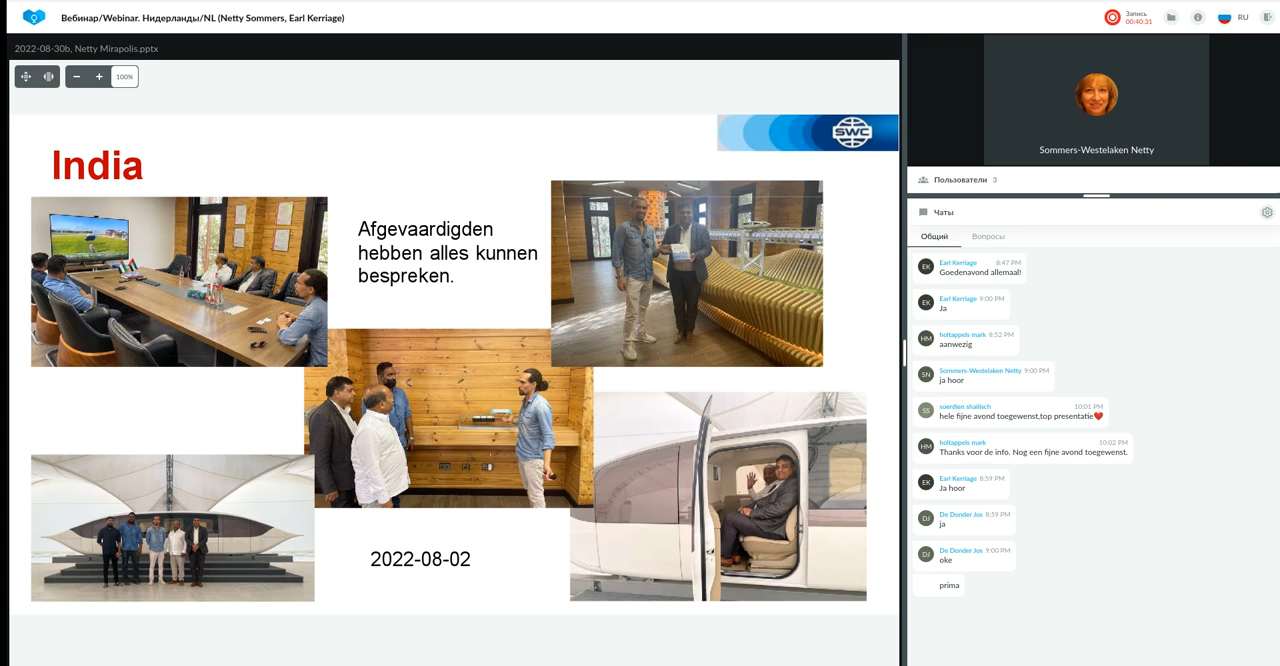 Вебинар/Webinar. Нидерланды/NL (Netty Sommers, Earl Kerriage)
Запись
00:40:31
RU
2022-08-30b, Netty Mirapolis.pptx
100%
SWC
India
Afgevaardigden
hebben alles kunnen
bespreken.
2022-08-02
Sommers-Westelaken Netty
Пользователи 3
Чаты
Общий Вопросы
EK
Earl Kerriage 8:47 PM
Goedenavond allemaal!
EK
Earl Kerriage 9:00 PM
Ja
HM
holtappels mark 8:52 PM
aanwezig
SN
Sommers-Westelaken Netty 9:00 PM
ja hoor
SS
soerdien shailisch 10:01 PM
hele fijne avond toegewenst,top presentatie❤️
HM
holtappels mark 10:02 PM
Thanks voor de info. Nog een fijne avond toegewenst.
EK
Earl Kerriage 8:59 PM
Ja hoor
DJ
De Donder Jos 8:59 PM
ja
DJ
De Donder Jos 9:00 PM
oke
prima